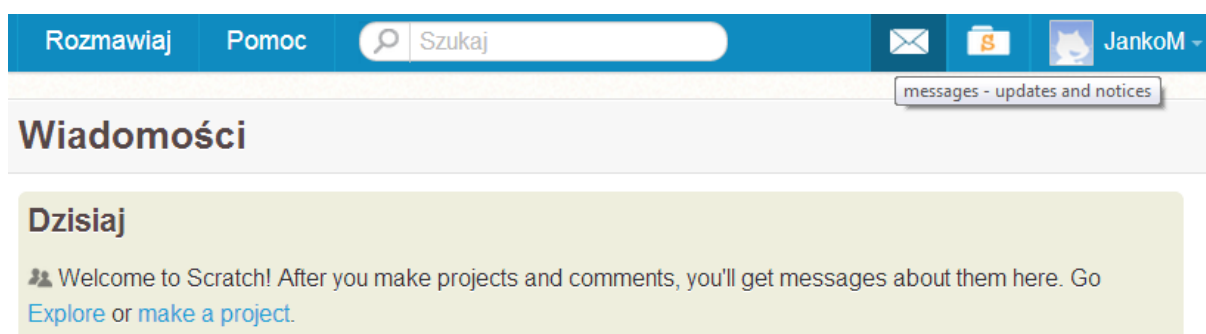 Rozmawiaj Pomoc Szukaj S JankoM
messages - updates and notices
Wiadomości
Dzisiaj
Welcome to Scratch! After you make projects and comments, you'll get messages about them here. Go
Explore or make a project.